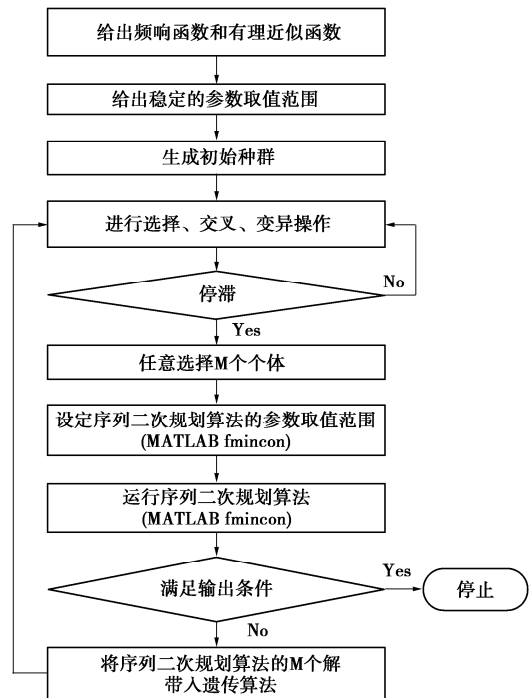 给出频响函数和有理近似函数
给出稳定的参数取值范围
生成初始种群
进行选择、交叉、变异操作
No
停滞
Yes
任意选择M个个体
设定序列二次规划算法的参数取值范围
(MATLAB fmincon)
运行序列二次规划算法
(MATLAB fmincon)
Yes
满足输出条件
停止
No
将序列二次规划算法的M个解
带入遗传算法